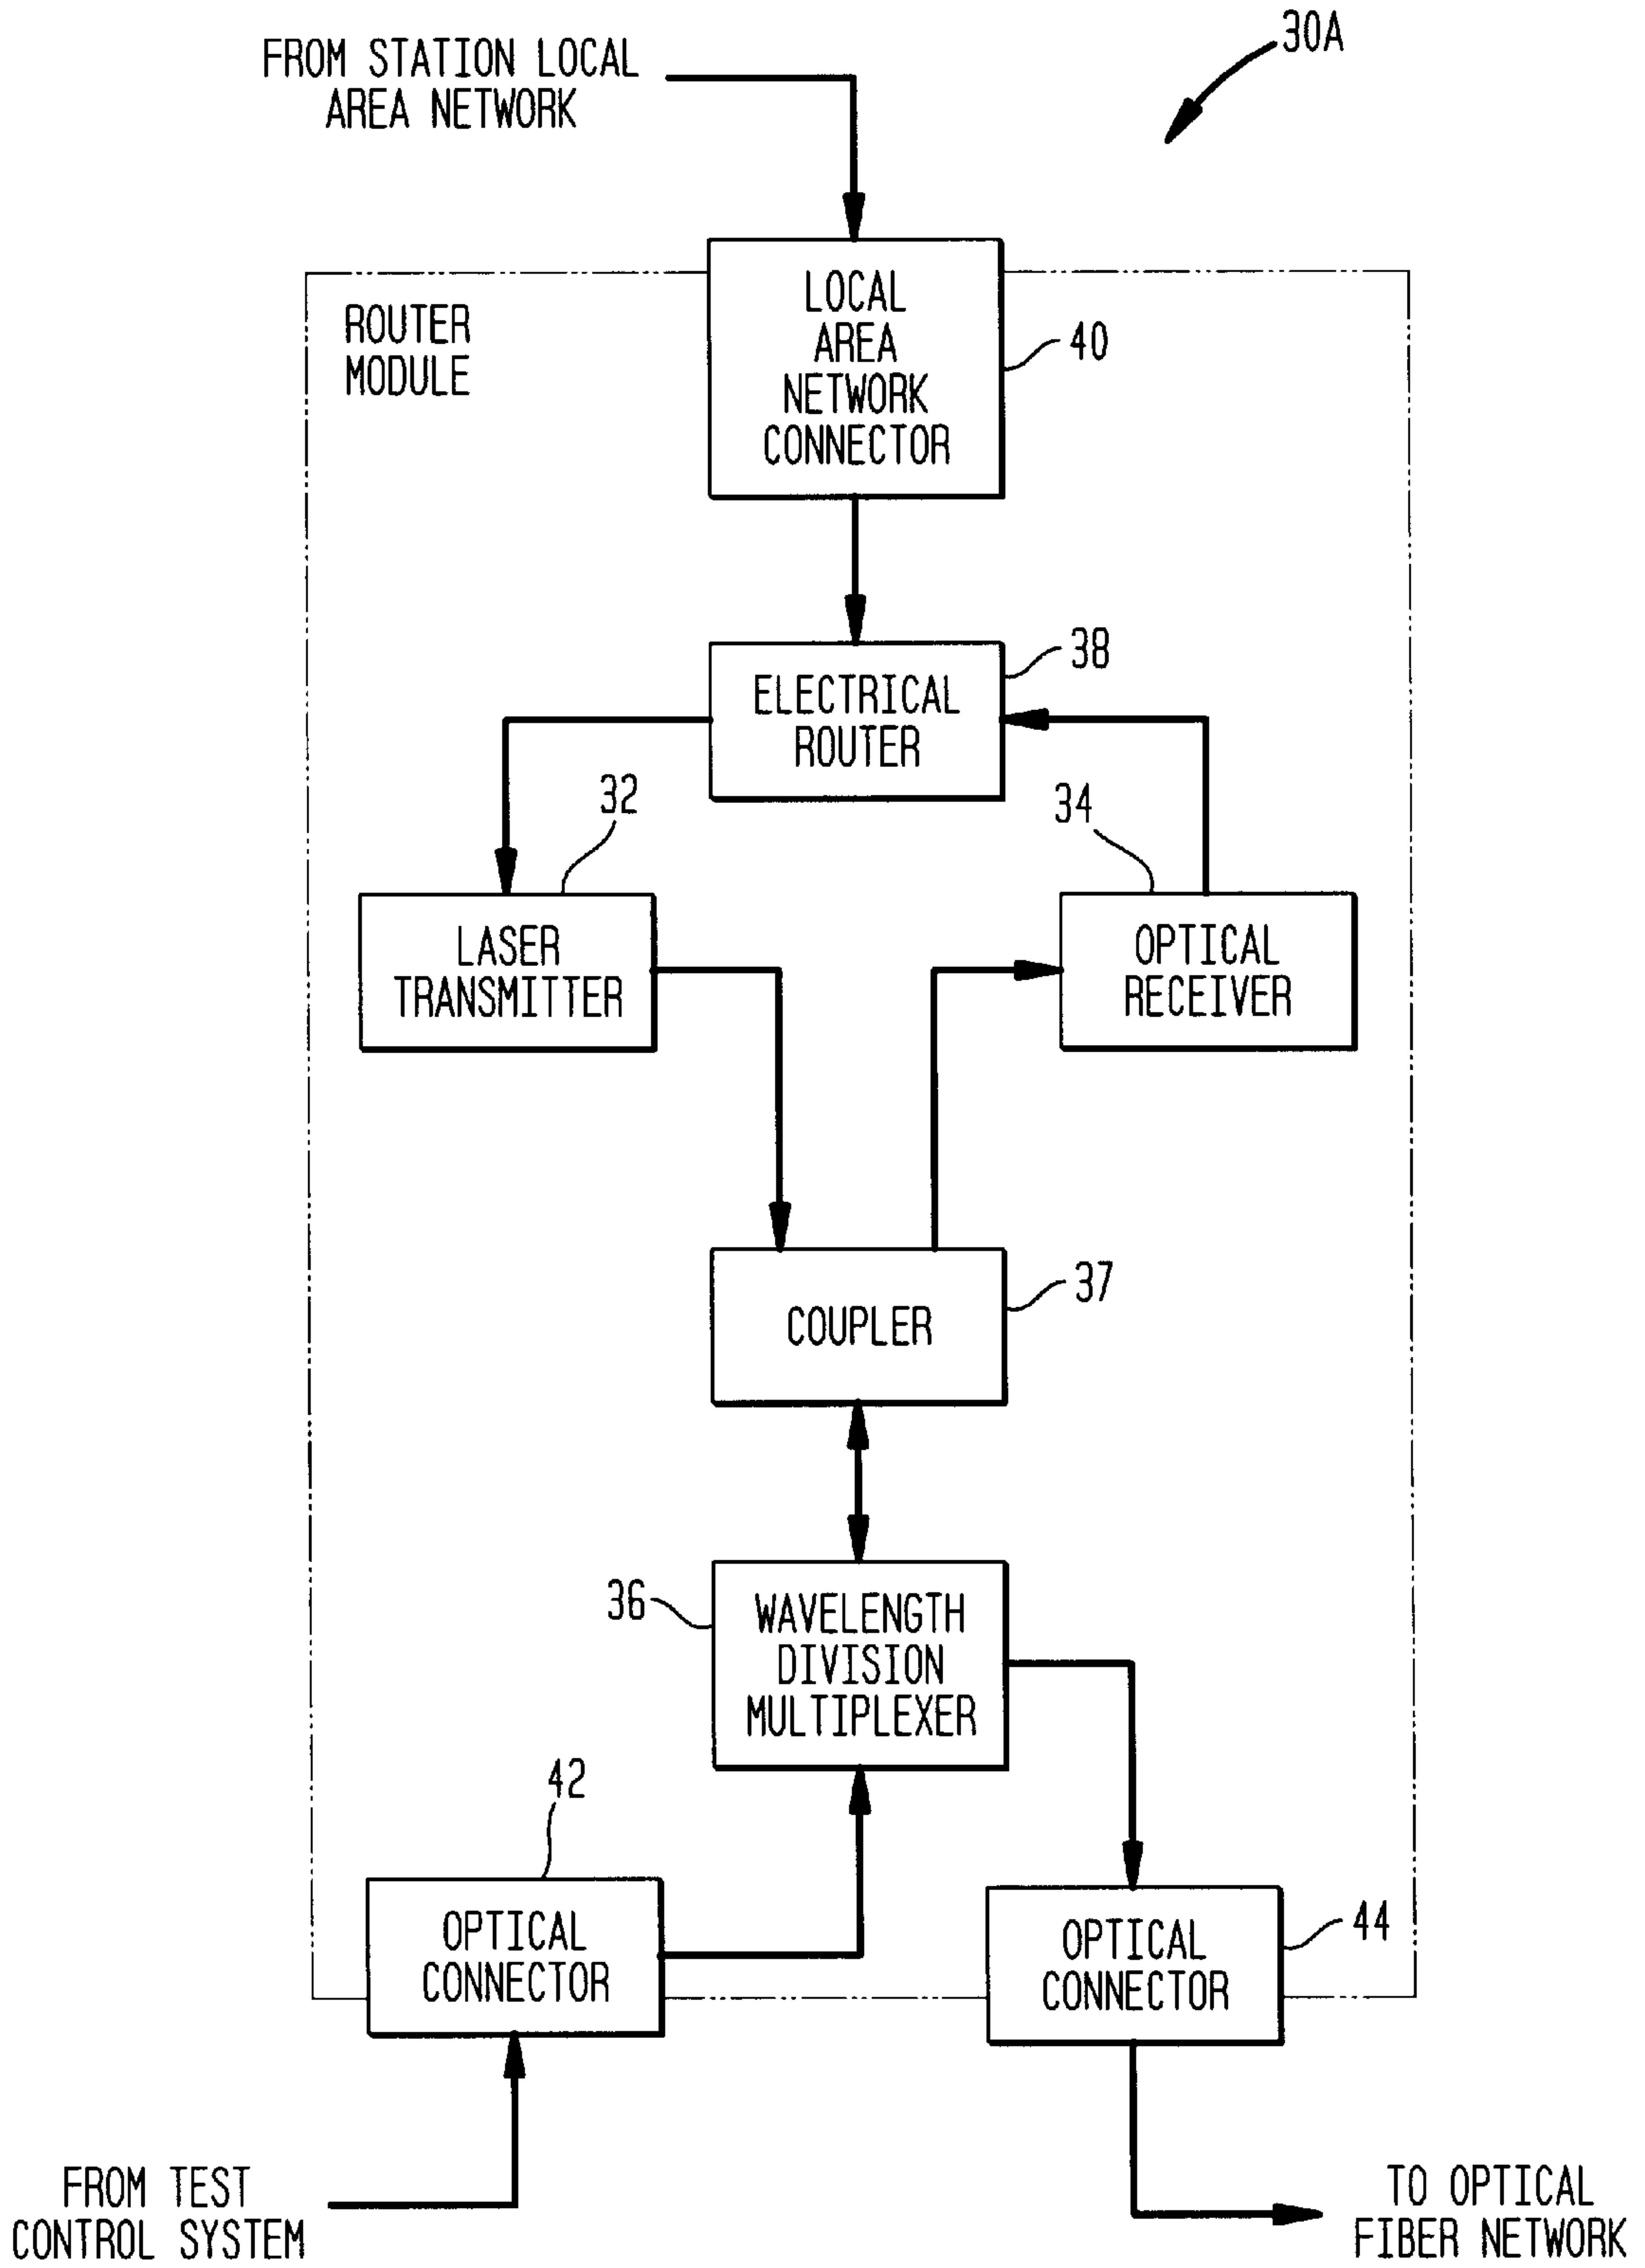 30A
FROM STATION LOCAL
AREA NETWORK
LOCAL
AREA
NETWORK
CONNECTOR
40
ROUTER
MODULE
38
ELECTRICAL
ROUTER
32
34
LASER
TRANSMITTER
OPTICAL
RECEIVER
37
COUPLER
36
WAVELENGTH
DIVISION
MULTIPLEXER
42
OPTICAL
CONNECTOR
44
OPTICAL
CONNECTOR
FROM TEST
CONTROL SYSTEM
TO OPTICAL
FIBER NETWORK